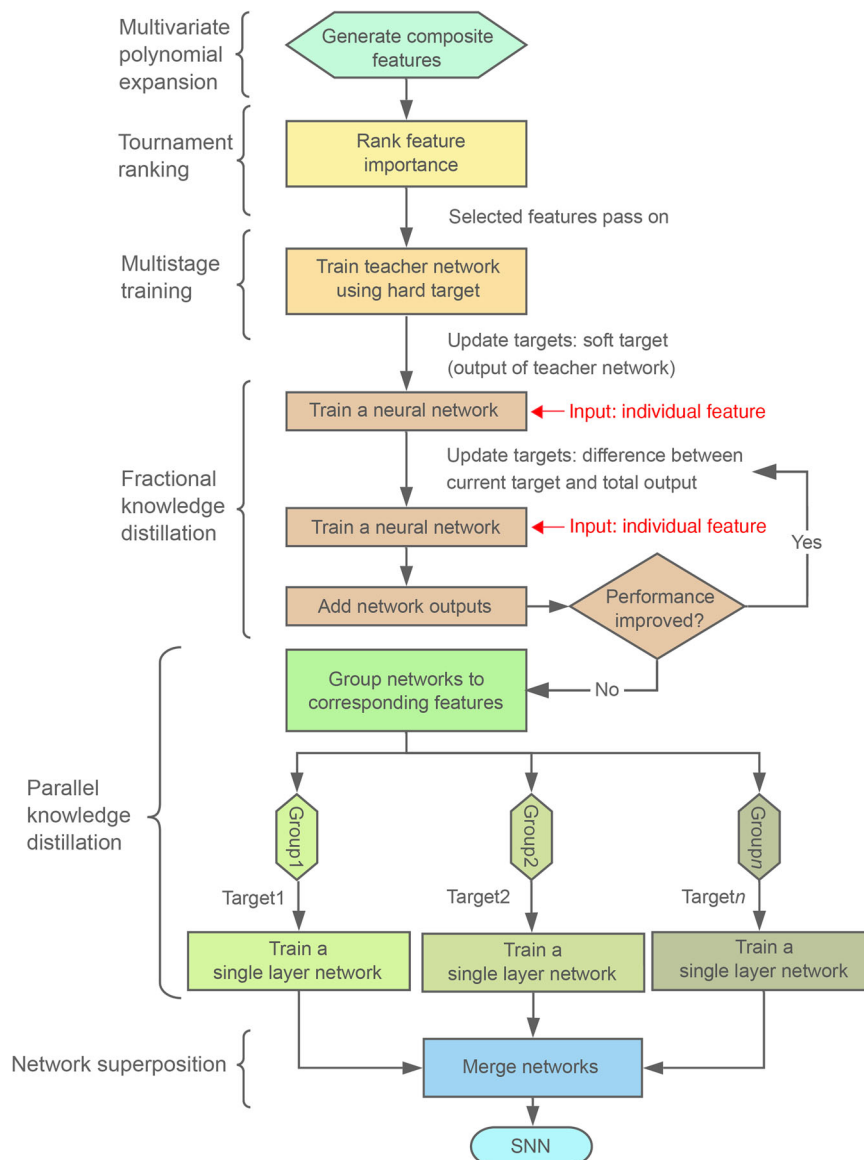 Multivariate
polynomial
expansion
Generate composite
features
Tournament
ranking
Rank feature
importance
Selected features pass on
Multistage
training
Train teacher network
using hard target
Update targets: soft target
(output of teacher network)
Fractional
knowledge
distillation
Train a neural network
Input: individual feature
Update targets: difference between
current target and total output
Train a neural network
Input: individual feature
Yes
Add network outputs
Performance
improved?
No
Parallel
knowledge
distillation
Group networks to
corresponding features
Group1
Group2
Groupn
Target1
Target2
Targetn
Train a
single layer network
Train a
single layer network
Train a
single layer network
Network superposition
Merge networks
SNN